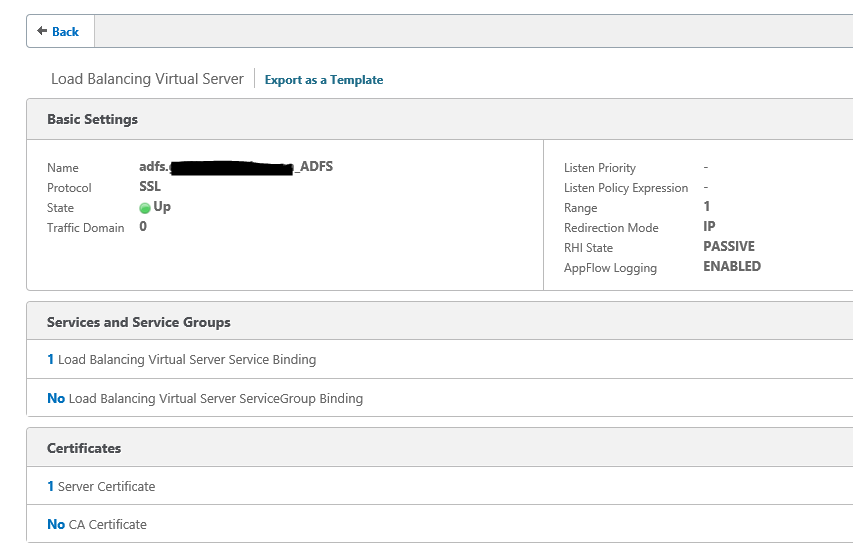 Back
Load Balancing Virtual Server Export as a Template
Basic Settings
Name adfs. _ADFS
Protocol SSL
State Up
Traffic Domain 0
Listen Priority -
Listen Policy Expression -
Range 1
Redirection Mode IP
RHI State PASSIVE
AppFlow Logging ENABLED
Services and Service Groups
1 Load Balancing Virtual Server Service Binding
No Load Balancing Virtual Server ServiceGroup Binding
Certificates
1 Server Certificate
No CA Certificate